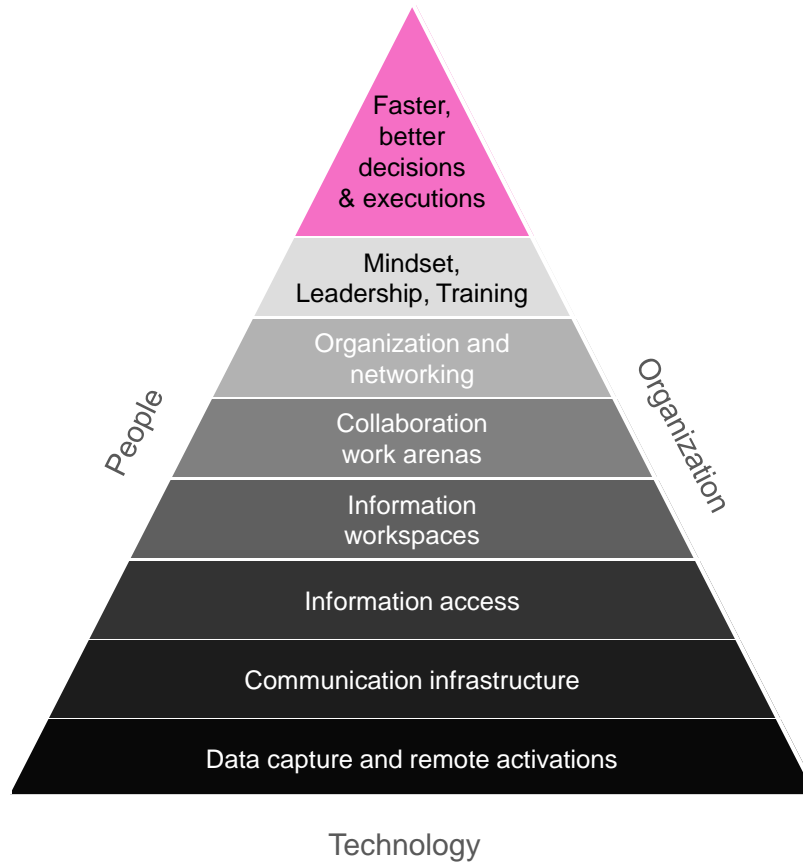 Faster,
better
decisions
& executions
Mindset,
Leadership, Training
Organization and
networking
Collaboration
work arenas
Information
workspaces
Information access
Communication infrastructure
Data capture and remote activations
People
Organization
Technology